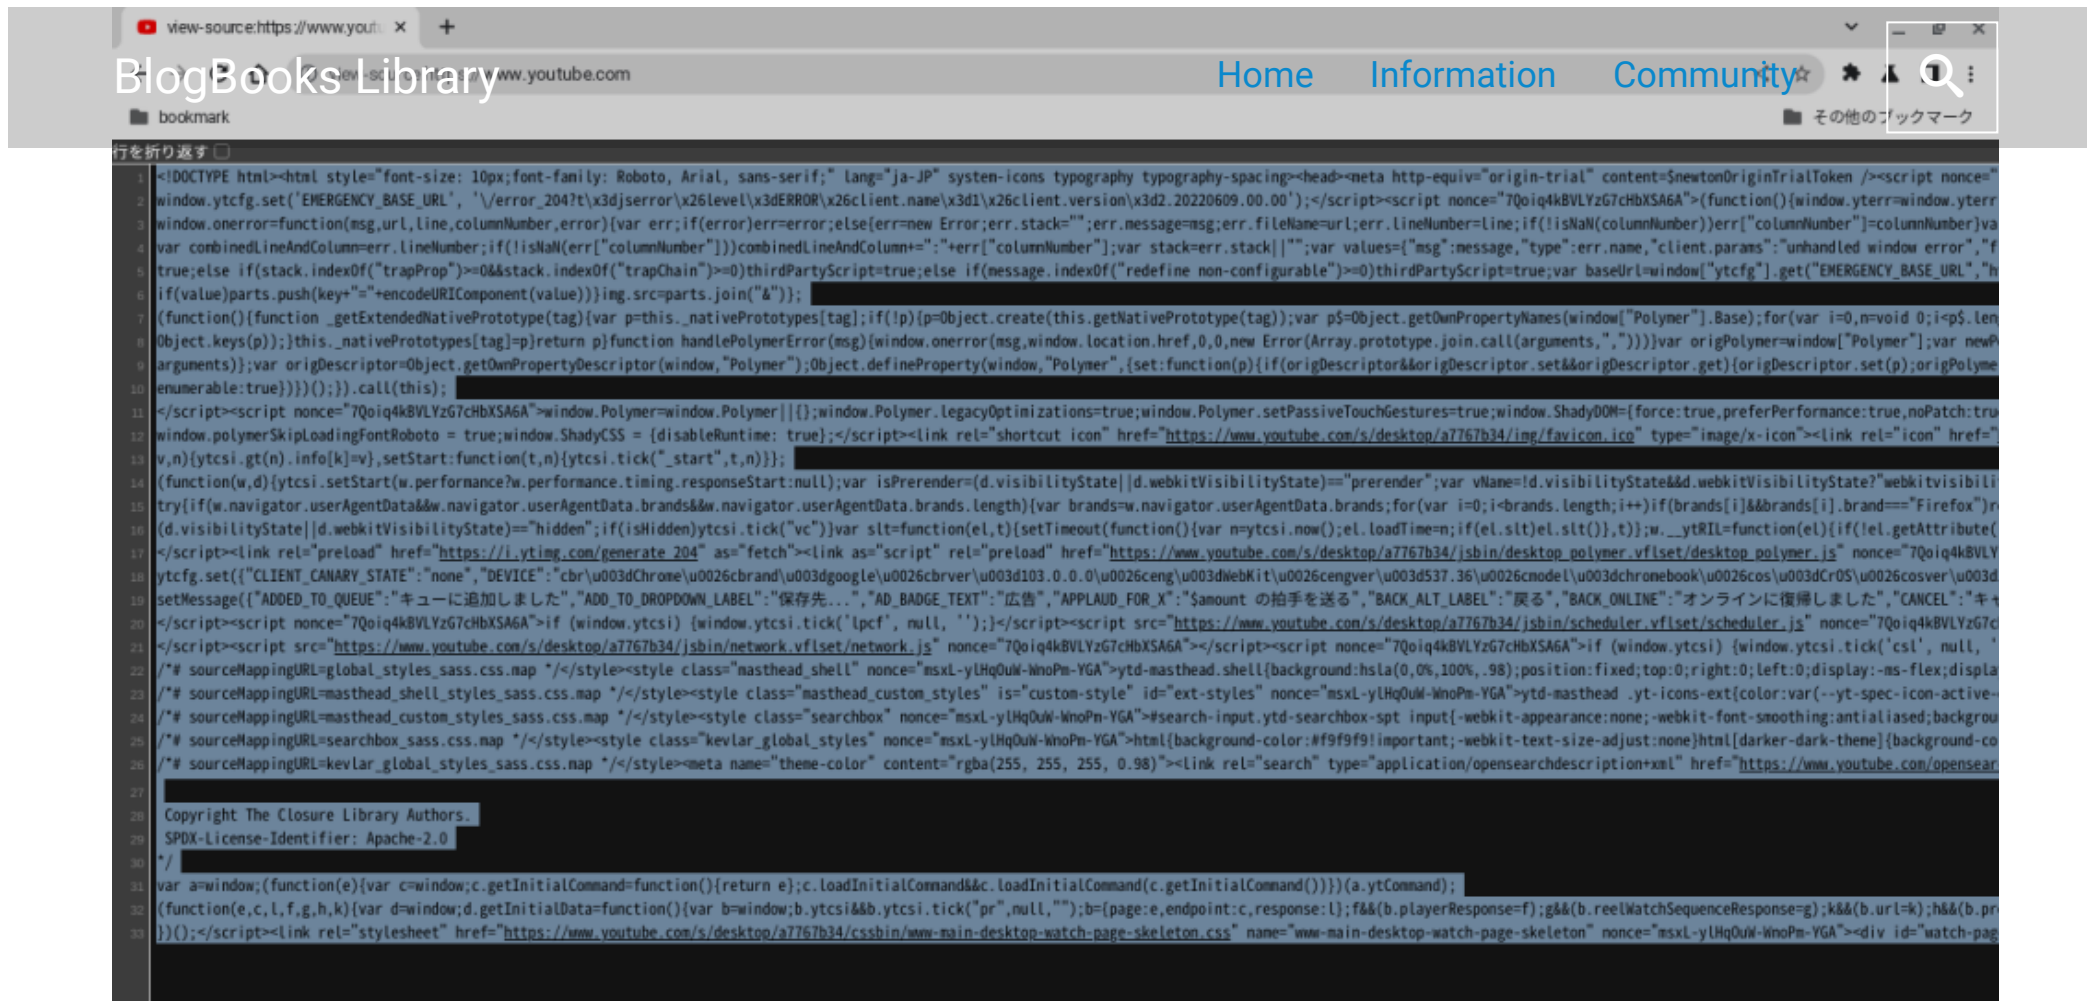 view-source:https://www.yout
BlogBooks Library
view-source:https://www.youtube.com
Home Information Community
bookmark
その他のブックマーク
行を折り返す
1 <!DOCTYPE html><html style="font-size: 10px;font-family: Roboto, Arial, sans-serif;" lang="ja-JP" system-icons typography typography-spacing><head><meta http-equiv="origin-trial" content=$newtonOriginTrialToken /><script nonce="
2 window.ytcfg.set('EMERGENCY_BASE_URL', '\/error_204?t\x3djserror\x26level\x3dERROR\x26client.name\x3d1\x26client.version\x3d2.20220609.00.00');</script><script nonce="7Qoiq4kBVLYzG7cHbXSA6A">(function(){window.yterr=window.yterr
3 window.onerror=function(msg,url,line,columnNumber,error){var err;if(error)err=error;else{err=new Error;err.stack="";err.message=msg;err.fileName=url;err.lineNumber=line;if(!isNaN(columnNumber))err["columnNumber"]=columnNumber}va
4 var combinedLineAndColumn=err.lineNumber;if(!isNaN(err["columnNumber"]))combinedLineAndColumn+=":"+err["columnNumber"];var stack=err.stack||"";var values={"msg":message,"type":err.name,"client.params":"unhandled window error","f
5 true;else if(stack.indexOf("trapProp")>=0&&stack.indexOf("trapChain")>=0)thirdPartyScript=true;else if(message.indexOf("redefine non-configurable")>=0)thirdPartyScript=true;var baseUrl=window["ytcfg"].get("EMERGENCY_BASE_URL","h
6 if(value)parts.push(key+"="+encodeURIComponent(value))}img.src=parts.join("&")};
7 (function(){function _getExtendedNativePrototype(tag){var p=this._nativePrototypes[tag];if(!p){p=Object.create(this.getNativePrototype(tag));var p$=Object.getOwnPropertyNames(window["Polymer"].Base);for(var i=0,n=void 0;i<p$.len
8 Object.keys(p));}this._nativePrototypes[tag]=p}return p}function handlePolymerError(msg){window.onerror(msg,window.location.href,0,0,new Error(Array.prototype.join.call(arguments,",")))}var origPolymer=window["Polymer"];var newP
9 arguments)};var origDescriptor=Object.getOwnPropertyDescriptor(window,"Polymer");Object.defineProperty(window,"Polymer",{set:function(p){if(origDescriptor&&origDescriptor.set&&origDescriptor.get){origDescriptor.set(p);origPolyme
10 enumerable:true})})();}).call(this);
11 </script><script nonce="7Qoiq4kBVLYzG7cHbXSA6A">window.Polymer=window.Polymer||{};window.Polymer.legacyOptimizations=true;window.Polymer.setPassiveTouchGestures=true;window.ShadyDOM={force:true,preferPerformance:true,noPatch:tru
12 window.polymerSkipLoadingFontRoboto = true;window.ShadyCSS = {disableRuntime: true};</script><link rel="shortcut icon" href="https://www.youtube.com/s/desktop/a7767b34/img/favicon.ico" type="image/x-icon"><link rel="icon" href="
13 v,n){ytcsi.gt(n).info[k]=v},setStart:function(t,n){ytcsi.tick("_start",t,n)}};
14 (function(w,d){ytcsi.setStart(w.performance?w.performance.timing.responseStart:null);var isPrerender=(d.visibilityState||d.webkitVisibilityState)=="prerender";var vName=!d.visibilityState&&d.webkitVisibilityState?"webkitvisibili
15 try{if(w.navigator.userAgentData&&w.navigator.userAgentData.brands&&w.navigator.userAgentData.brands.length){var brands=w.navigator.userAgentData.brands;for(var i=0;i<brands.length;i++)if(brands[i]&&brands[i].brand==="Firefox")r
16 (d.visibilityState||d.webkitVisibilityState)=="hidden";if(isHidden)ytcsi.tick("vc")}var slt=function(el,t){setTimeout(function(){var n=ytcsi.now();el.loadTime=n;if(el.slt)el.slt()},t)};w.__ytRIL=function(el){if(!el.getAttribute(
17 </script><link rel="preload" href="https://i.ytimg.com/generate_204" as="fetch"><link as="script" rel="preload" href="https://www.youtube.com/s/desktop/a7767b34/jsbin/desktop_polymer.vflset/desktop_polymer.js" nonce="7Qoiq4kBVLY
18 ytcfg.set({"CLIENT_CANARY_STATE":"none","DEVICE":"cbr\u003dChrome\u0026cbrand\u003dgoogle\u0026cbrver\u003d103.0.0.0\u0026ceng\u003dWebKit\u0026cengver\u003d537.36\u0026cmodel\u003dchromebook\u0026cos\u003dCrOS\u0026cosver\u003d
19 setMessage({"ADDED_TO_QUEUE":"キューに追加しました","ADD_TO_DROPDOWN_LABEL":"保存先...","AD_BADGE_TEXT":"広告","APPLAUD_FOR_X":"$amount の拍手を送る","BACK_ALT_LABEL":"戻る","BACK_ONLINE":"オンラインに復帰しました","CANCEL":"キャ
20 </script><script nonce="7Qoiq4kBVLYzG7cHbXSA6A">if (window.ytcsi) {window.ytcsi.tick('lpcf', null, '');}</script><script src="https://www.youtube.com/s/desktop/a7767b34/jsbin/scheduler.vflset/scheduler.js" nonce="7Qoiq4kBVLYzG7c
21 </script><script src="https://www.youtube.com/s/desktop/a7767b34/jsbin/network.vflset/network.js" nonce="7Qoiq4kBVLYzG7cHbXSA6A"></script><script nonce="7Qoiq4kBVLYzG7cHbXSA6A">if (window.ytcsi) {window.ytcsi.tick('csl', null, '
22 /*# sourceMappingURL=global_styles_sass.css.map */</style><style class="masthead_shell" nonce="msxL-ylHqOuW-WnoPm-YGA">ytd-masthead.shell{background:hsla(0,0%,100%,.98);position:fixed;top:0;right:0;left:0;display:-ms-flex;displa
23 /*# sourceMappingURL=masthead_shell_styles_sass.css.map */</style><style class="masthead_custom_styles" is="custom-style" id="ext-styles" nonce="msxL-ylHqOuW-WnoPm-YGA">ytd-masthead .yt-icons-ext{color:var(--yt-spec-icon-active-
24 /*# sourceMappingURL=masthead_custom_styles_sass.css.map */</style><style class="searchbox" nonce="msxL-ylHqOuW-WnoPm-YGA">#search-input.ytd-searchbox-spt input{-webkit-appearance:none;-webkit-font-smoothing:antialiased;backgrou
25 /*# sourceMappingURL=searchbox_sass.css.map */</style><style class="kevlar_global_styles" nonce="msxL-ylHqOuW-WnoPm-YGA">html{background-color:#f9f9f9!important;-webkit-text-size-adjust:none}html[darker-dark-theme]{background-co
26 /*# sourceMappingURL=kevlar_global_styles_sass.css.map */</style><meta name="theme-color" content="rgba(255, 255, 255, 0.98)"><link rel="search" type="application/opensearchdescription+xml" href="https://www.youtube.com/opensear
27
28 Copyright The Closure Library Authors.
29 SPDX-License-Identifier: Apache-2.0
30 */
31 var a=window;(function(e){var c=window;c.getInitialCommand=function(){return e};c.loadInitialCommand&&c.loadInitialCommand(c.getInitialCommand())})(a.ytCommand);
32 (function(e,c,l,f,g,h,k){var d=window;d.getInitialData=function(){var b=window;b.ytcsi&&b.ytcsi.tick("pr",null,"");b={page:e,endpoint:c,response:l};f&&(b.playerResponse=f);g&&(b.reelWatchSequenceResponse=g);k&&(b.url=k);h&&(b.pr
33 })();</script><link rel="stylesheet" href="https://www.youtube.com/s/desktop/a7767b34/cssbin/www-main-desktop-watch-page-skeleton.css" name="www-main-desktop-watch-page-skeleton" nonce="msxL-ylHqOuW-WnoPm-YGA"><div id="watch-pag